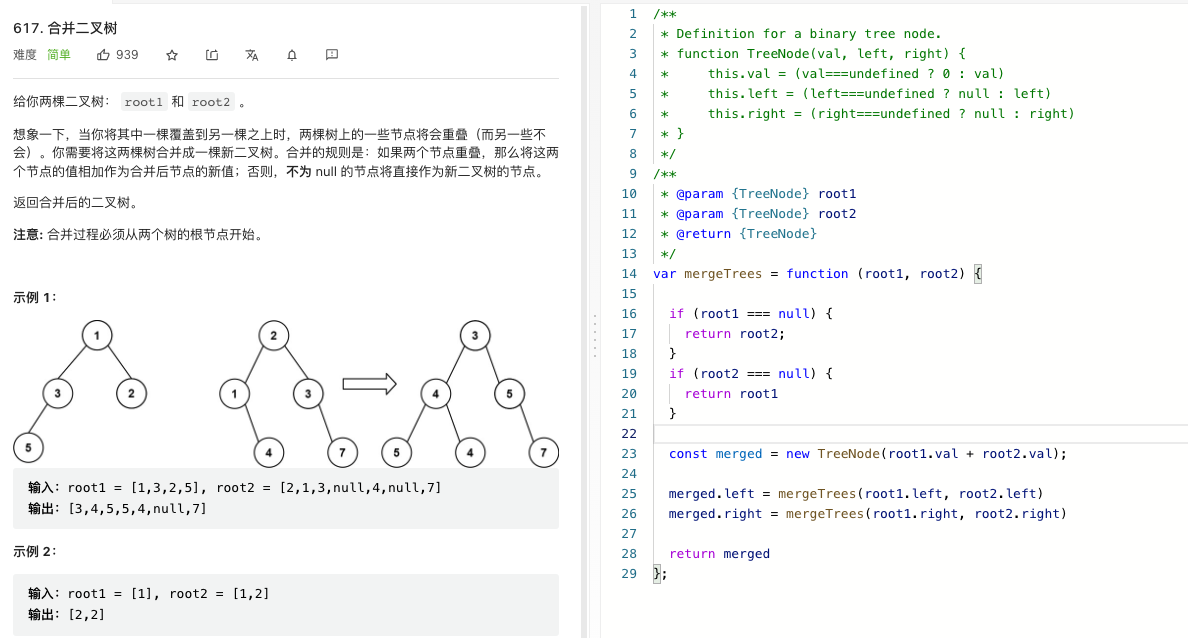 617. 合并二叉树
难度 简单 939
给你两棵二叉树: root1 和 root2 。
想象一下，当你将其中一棵覆盖到另一棵之上时，两棵树上的一些节点将会重叠（而另一些不
会）。你需要将这两棵树合并成一棵新二叉树。合并的规则是：如果两个节点重叠，那么将这两
个节点的值相加作为合并后节点的新值；否则，不为 null 的节点将直接作为新二叉树的节点。
返回合并后的二叉树。
注意: 合并过程必须从两个树的根节点开始。
示例 1：
1 2 3
3 2 1 3 4 5
5 4 7 5 4 7
输入：root1 = [1,3,2,5], root2 = [2,1,3,null,4,null,7]
输出：[3,4,5,5,4,null,7]
示例 2：
输入：root1 = [1], root2 = [1,2]
输出：[2,2]
1 /**
2 * Definition for a binary tree node.
3 * function TreeNode(val, left, right) {
4 *     this.val = (val===undefined ? 0 : val)
5 *     this.left = (left===undefined ? null : left)
6 *     this.right = (right===undefined ? null : right)
7 * }
8 */
9 /**
10 * @param {TreeNode} root1
11 * @param {TreeNode} root2
12 * @return {TreeNode}
13 */
14 var mergeTrees = function (root1, root2) {
15
16   if (root1 === null) {
17     return root2;
18   }
19   if (root2 === null) {
20     return root1
21   }
22
23   const merged = new TreeNode(root1.val + root2.val);
24
25   merged.left = mergeTrees(root1.left, root2.left)
26   merged.right = mergeTrees(root1.right, root2.right)
27
28   return merged
29 };